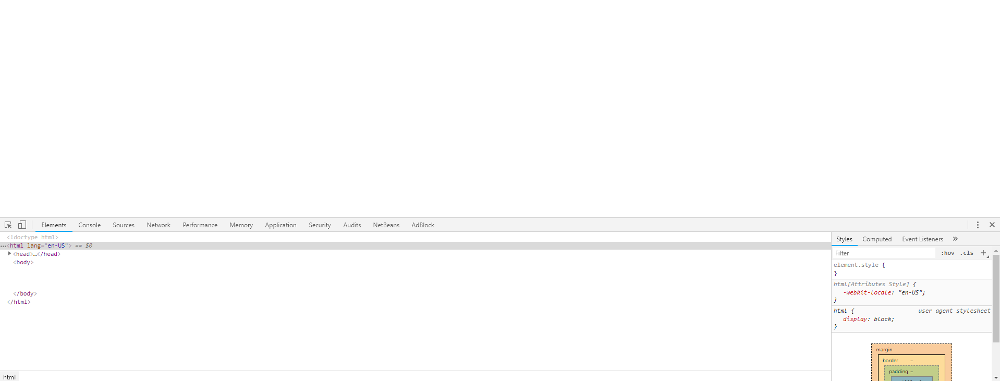 Elements Console Sources Network Performance Memory Application Security Audits NetBeans AdBlock
<!doctype html>
…<html lang="en-US"> == $0
<head>…</head>
<body>
</body>
</html>
html
Styles Computed Event Listeners »
Filter :hov .cls +
element.style {
}
html[Attributes Style] {
-webkit-locale: "en-US";
}
html { user agent stylesheet
display: block;
}
margin –
border –
padding –